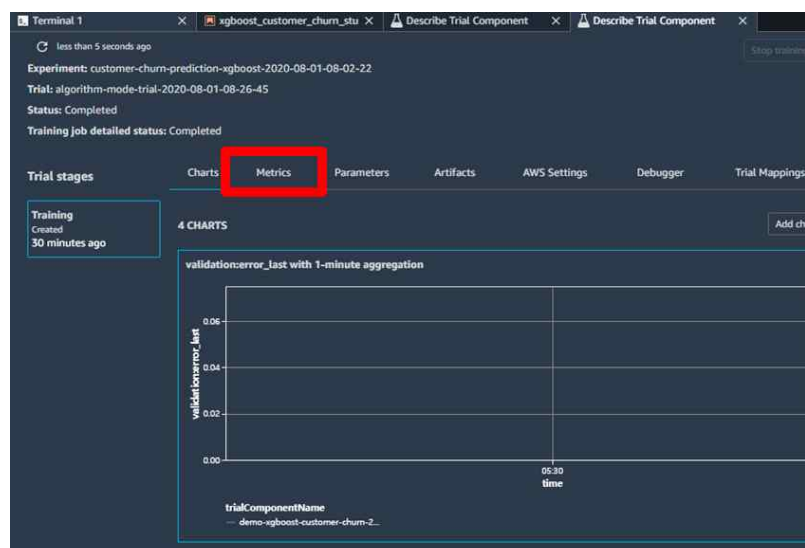 Terminal 1
xgboost_customer_churn_stu
Describe Trial Component
Describe Trial Component
less than 5 seconds ago
Stop training
Experiment: customer-churn-prediction-xgboost-2020-08-01-08-02-22
Trial: algorithm-mode-trial-2020-08-01-08-26-45
Status: Completed
Training job detailed status: Completed
Trial stages
Charts Metrics Parameters Artifacts AWS Settings Debugger Trial Mappings
Training
Created
30 minutes ago
4 CHARTS
Add ch
validation:error_last with 1-minute aggregation
validation:error_last
0.06
0.04
0.02
0.00
05:30
time
trialComponentName
demo-xgboost-customer-churn-2...